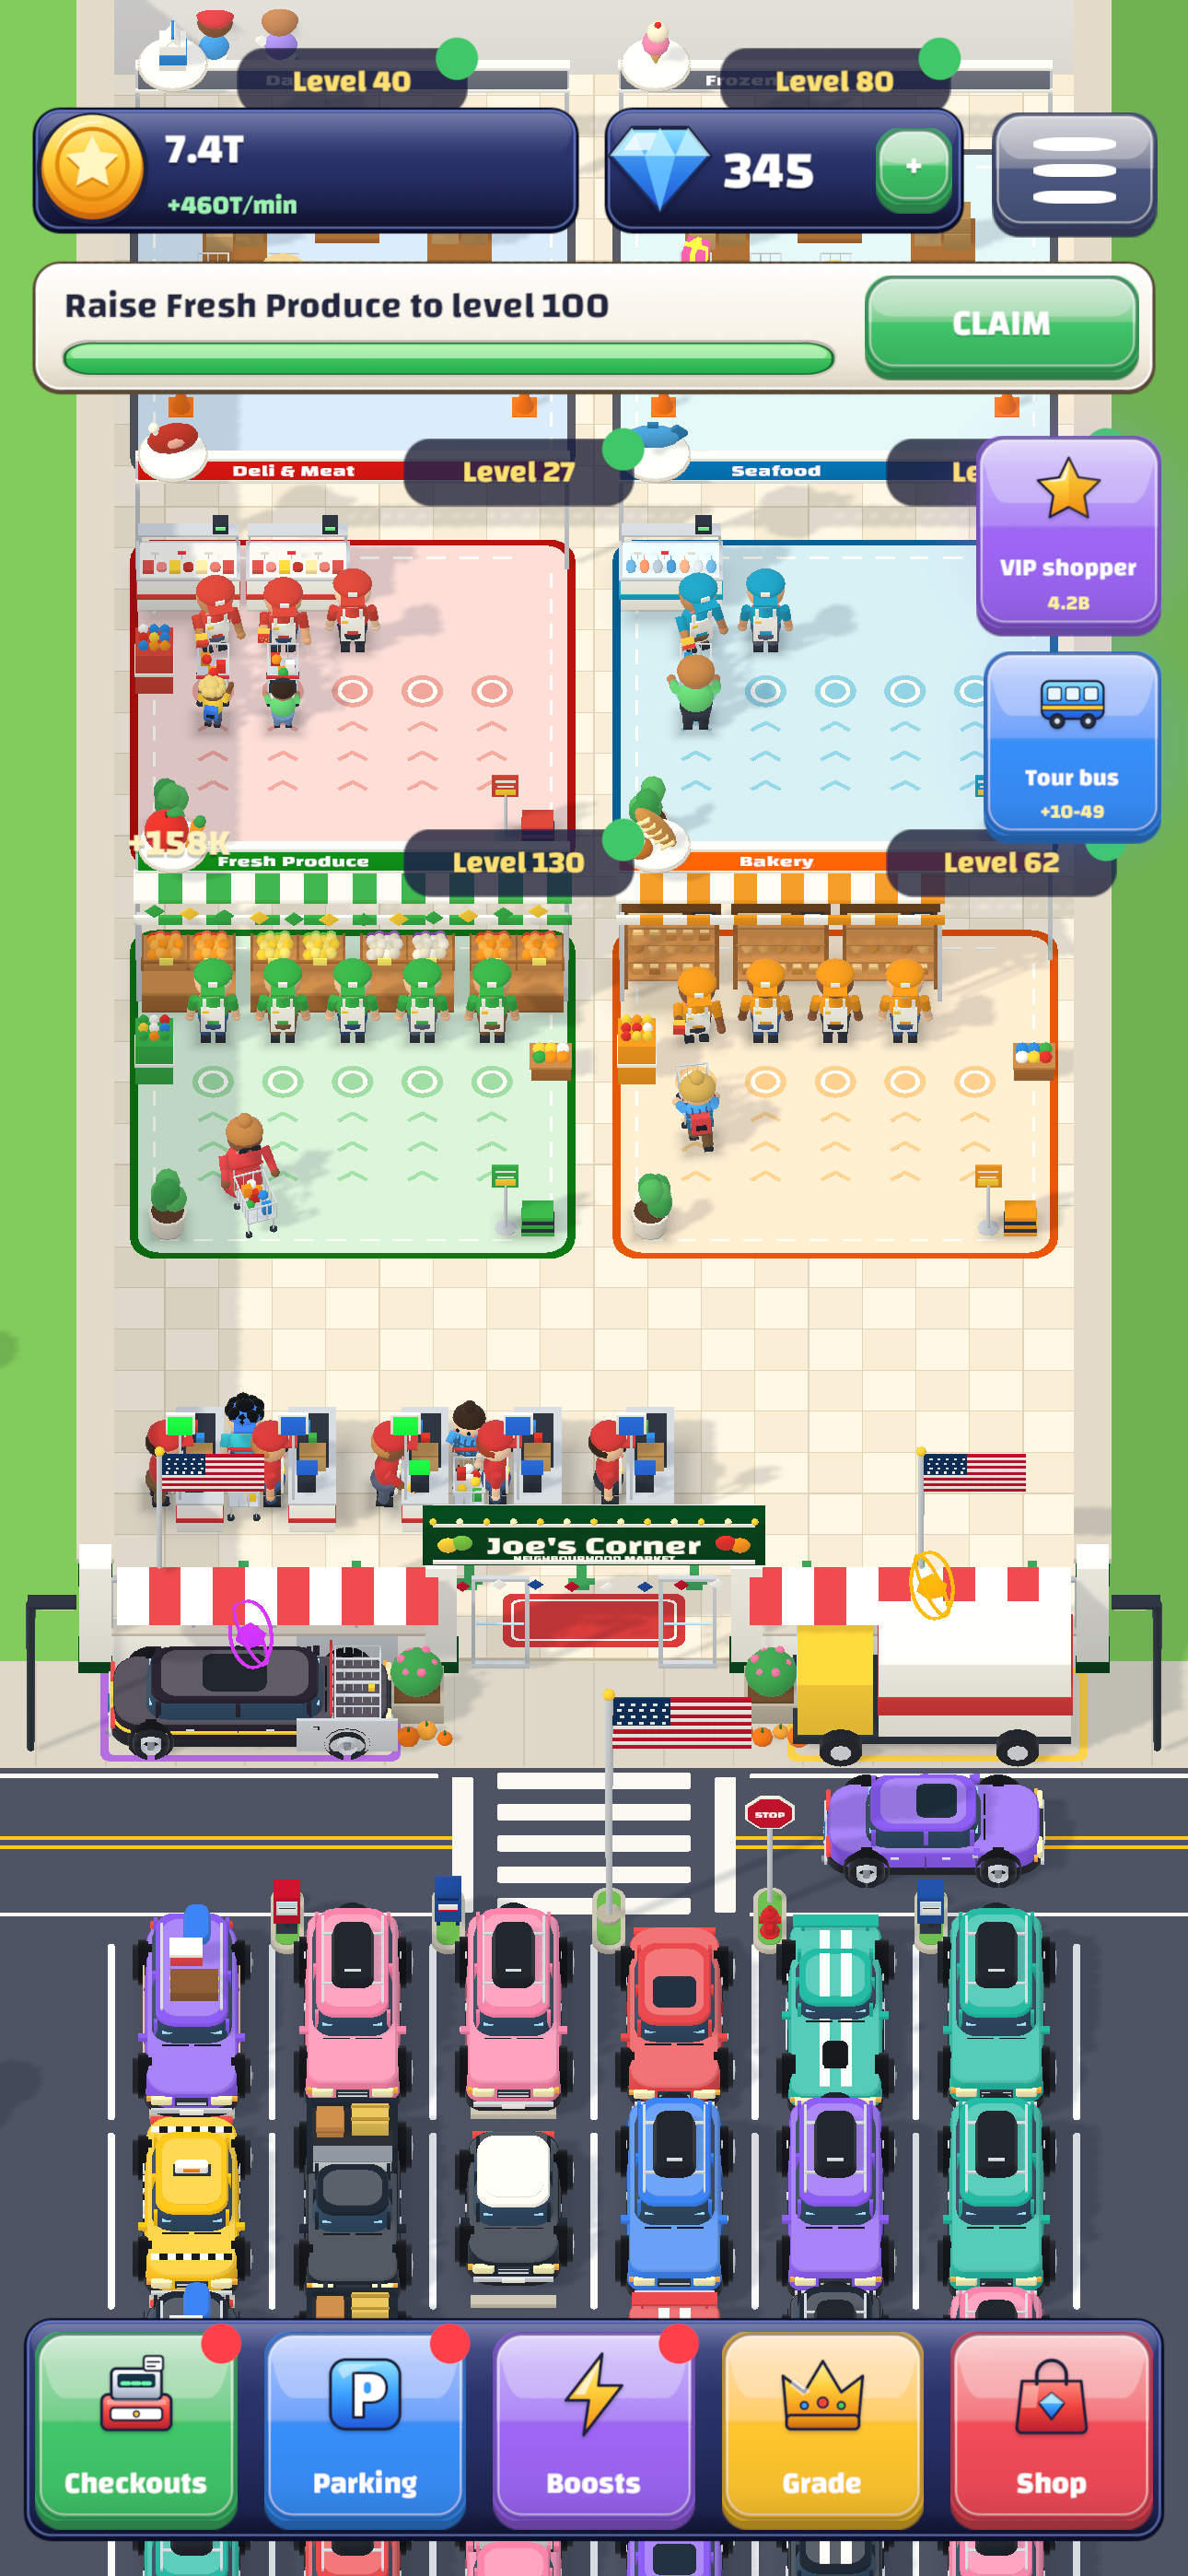 Level 40
Level 80
7.4T
+460T/min
345
+
Raise Fresh Produce to level 100
CLAIM
Deli & Meat
Level 27
Seafood
VIP shopper
4.2B
Tour bus
+10-49
+158K
Fresh Produce
Level 130
Bakery
Level 62
Joe's Corner
NEIGHBOURHOOD MARKET
STOP
P
Checkouts
Parking
Boosts
Grade
Shop